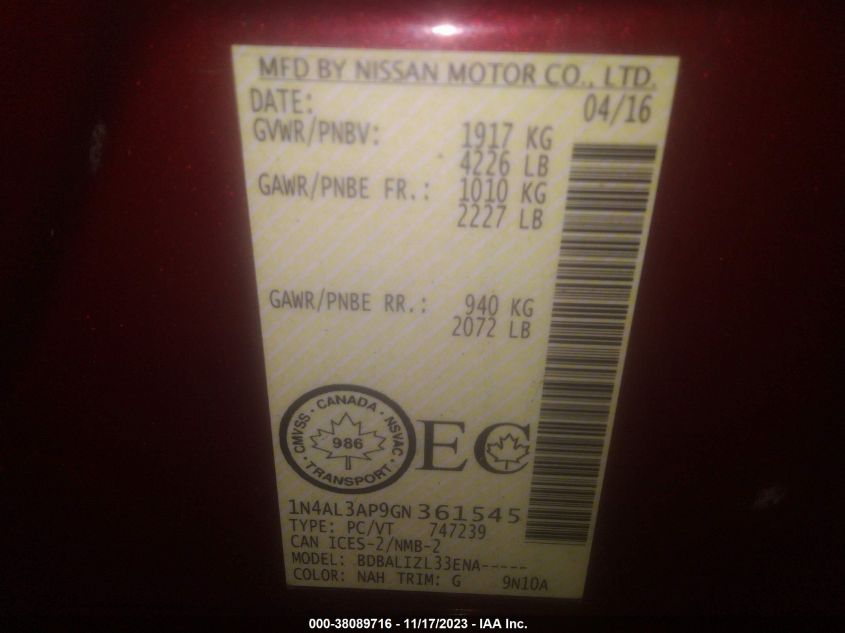 MFD BY NISSAN MOTOR CO., LTD.
DATE: 04/16
GVWR/PNBV: 1917 KG
4226 LB
GAWR/PNBE FR.: 1010 KG
2227 LB
GAWR/PNBE RR.: 940 KG
2072 LB
CMVSS · CANADA · NSVAC · TRANSPORT ·
986
EC
1N4AL3AP9GN361545
TYPE: PC/VT 747239
CAN ICES-2/NMB-2
MODEL: BDBALIZL33ENA-----
COLOR: NAH TRIM: G 9N10A
000-38089716 - 11/17/2023 - IAA Inc.